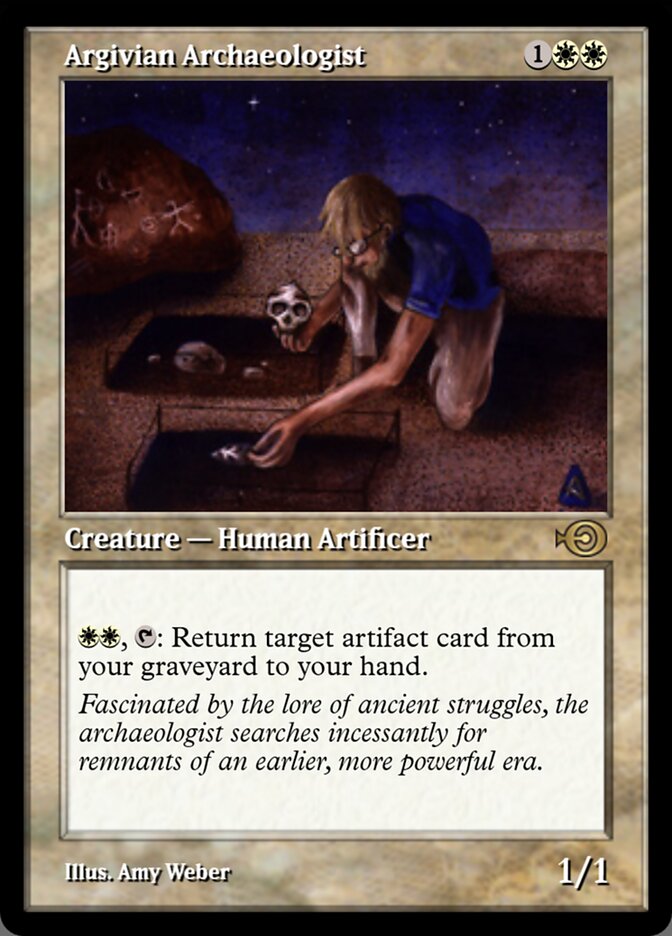 Argivian Archaeologist 1
Creature — Human Artificer
, : Return target artifact card from
your graveyard to your hand.
Fascinated by the lore of ancient struggles, the
archaeologist searches incessantly for
remnants of an earlier, more powerful era.
Illus. Amy Weber 1/1